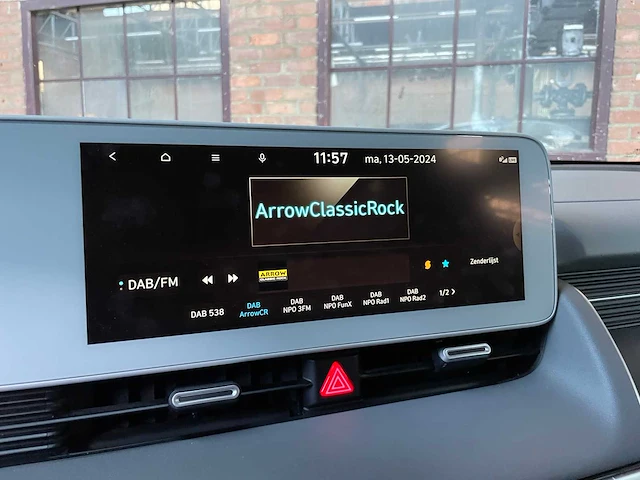 11:57 ma, 13-05-2024
ArrowClassicRock
DAB/FM
ARROW
Zenderlijst
DAB 538
DAB
ArrowCR
DAB
NPO 3FM
DAB
NPO FunX
DAB
NPO Rad1
DAB
NPO Rad2
1/2